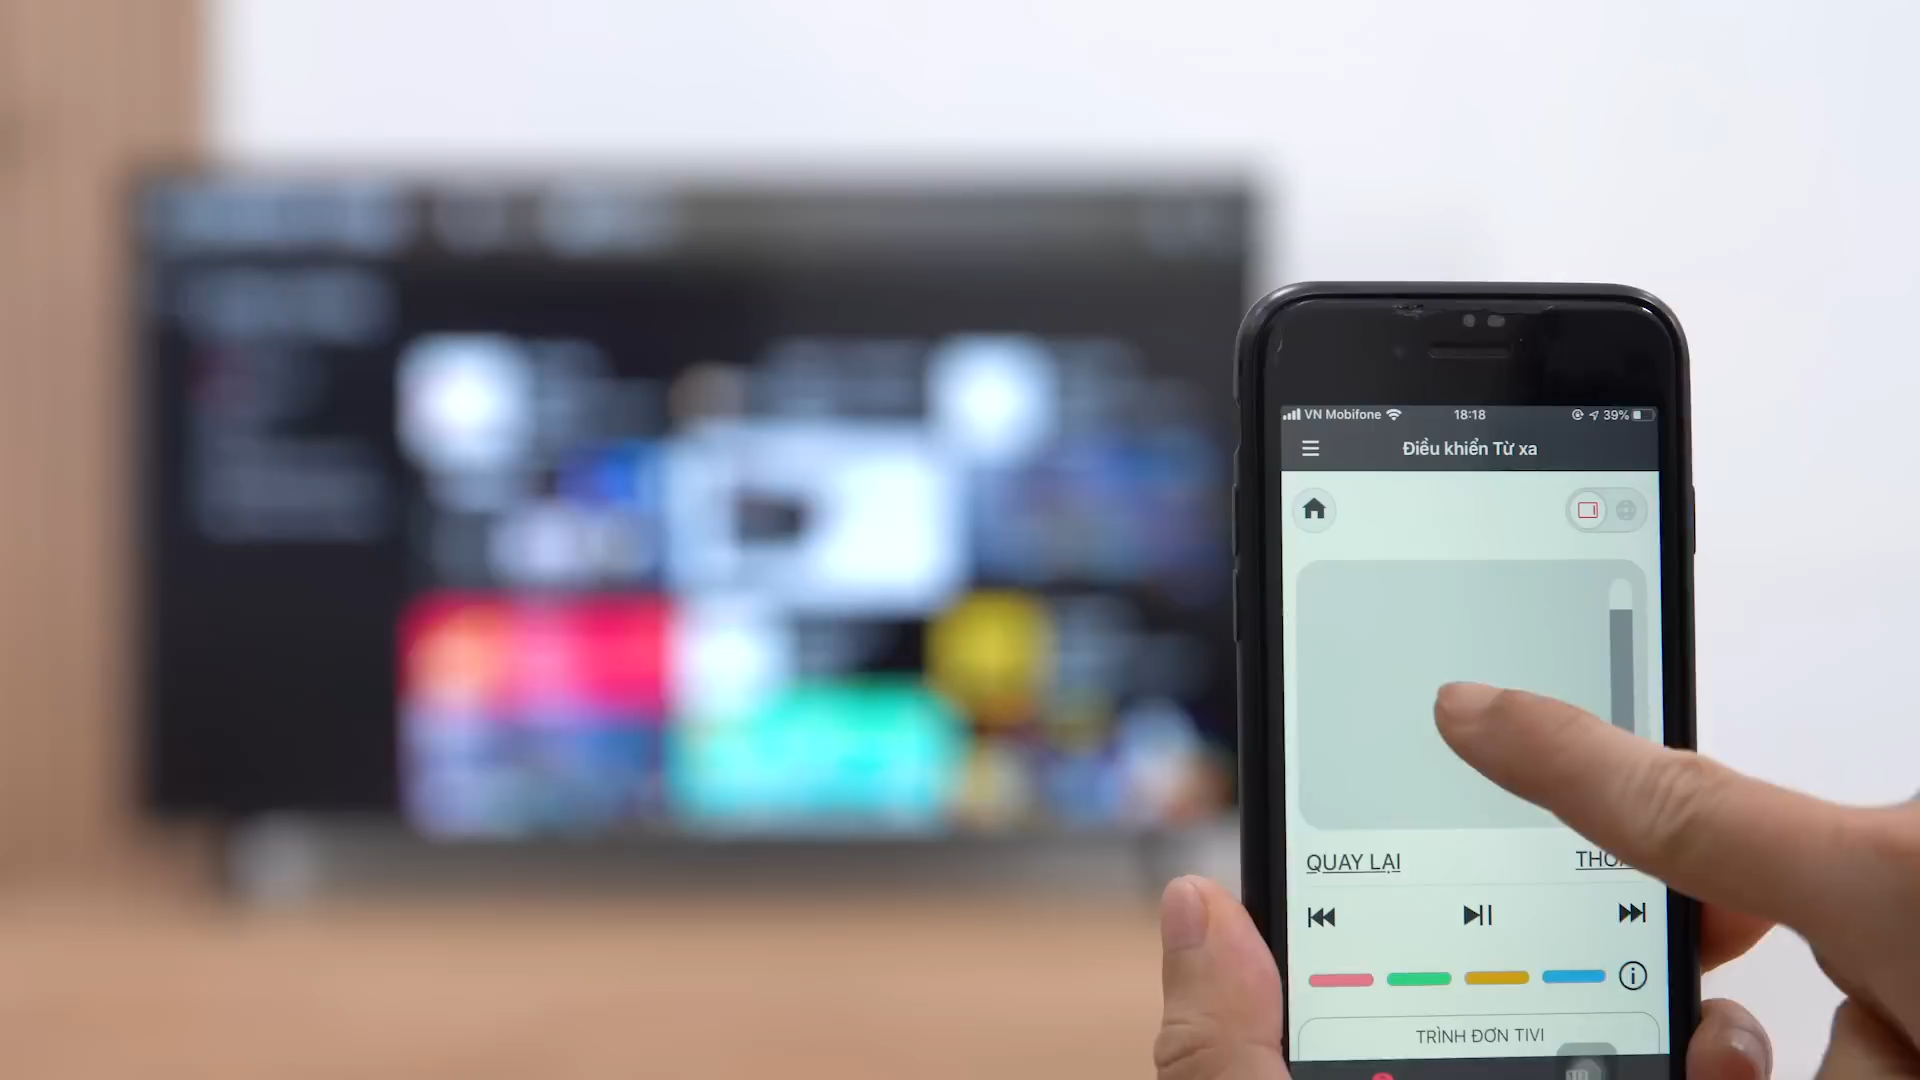 VN Mobifone 18:18 39%
Điều khiển Từ xa
QUAY LẠI
TRÌNH ĐƠN TIVI